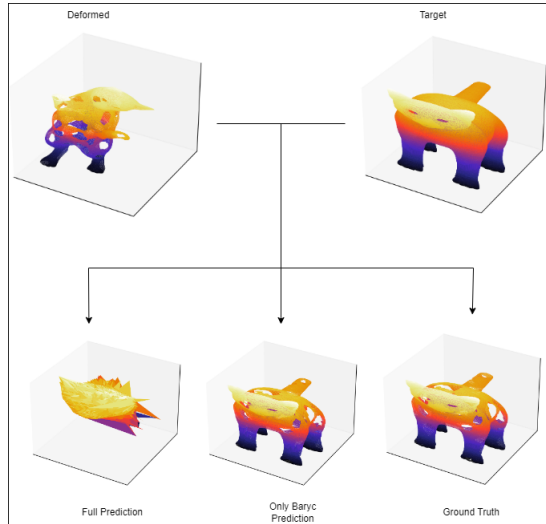 Deformed
Target
Full Prediction
Only Baryc
Prediction
Ground Truth